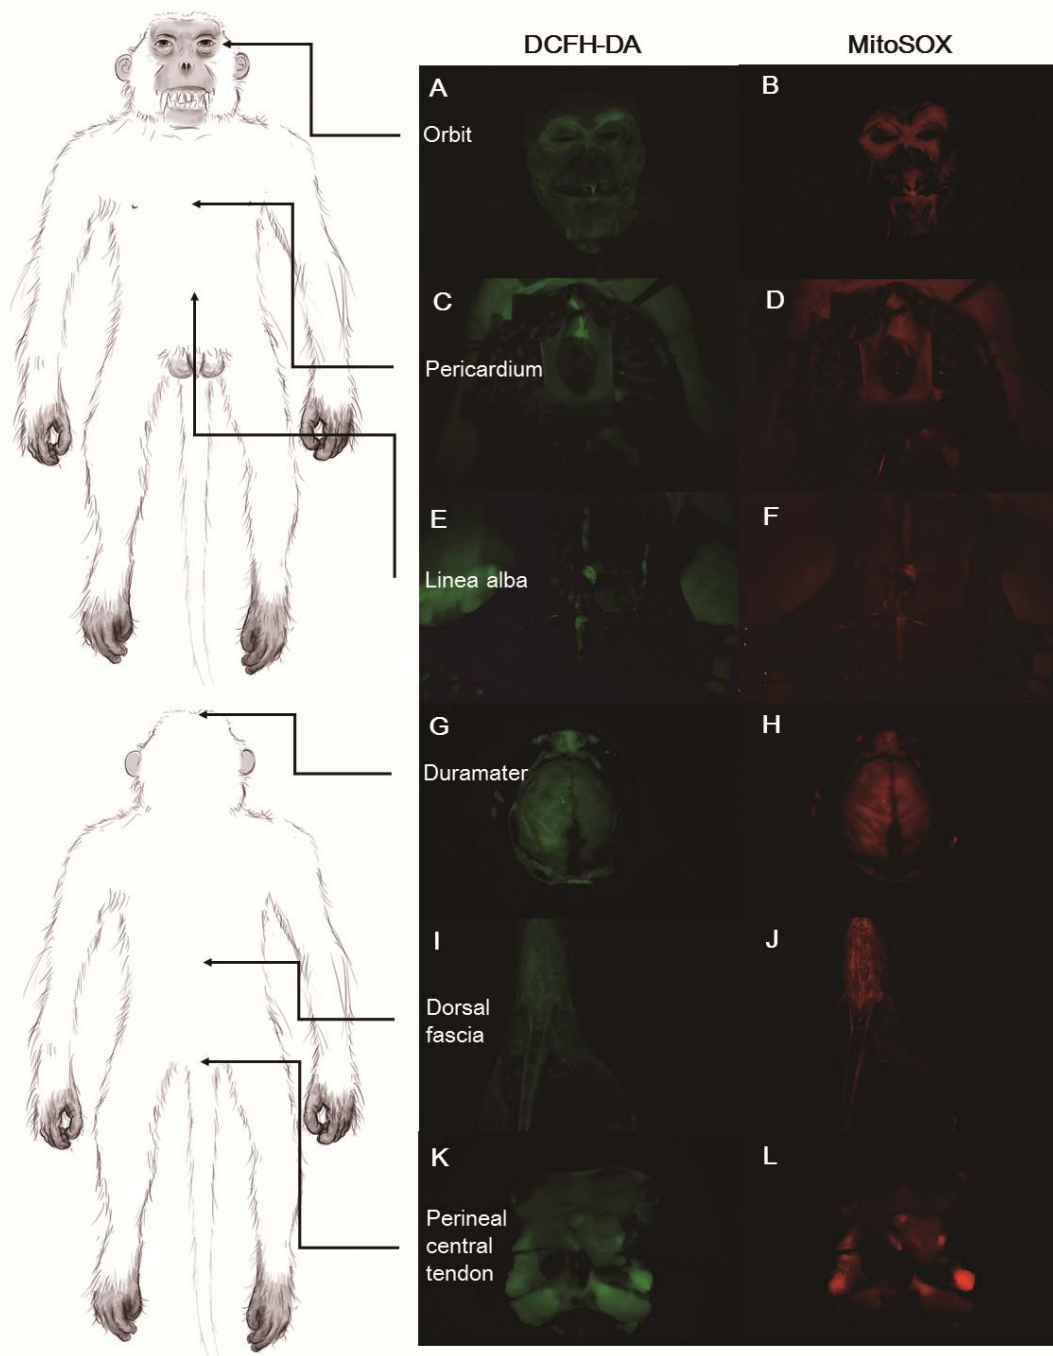 DCFH-DA MitoSOX
A B
Orbit
C D
Pericardium
E F
Linea alba
G H
Duramater
I J
Dorsal
fascia
K L
Perineal
central
tendon